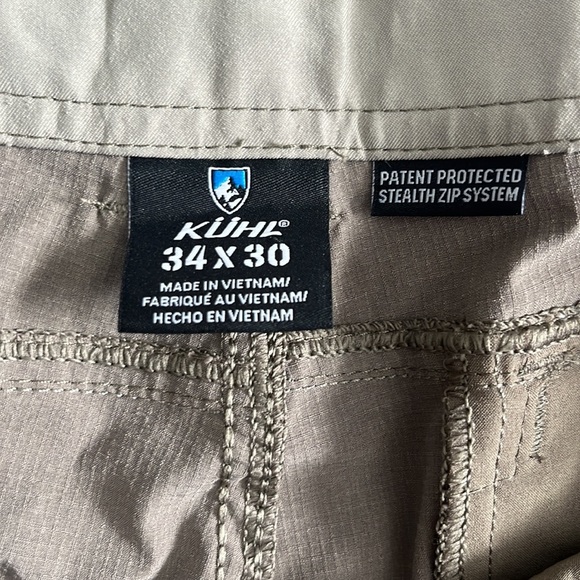 KÜHL®
34 X 30
MADE IN VIETNAM/
FABRIQUÉ AU VIETNAM/
HECHO EN VIETNAM
PATENT PROTECTED
STEALTH ZIP SYSTEM